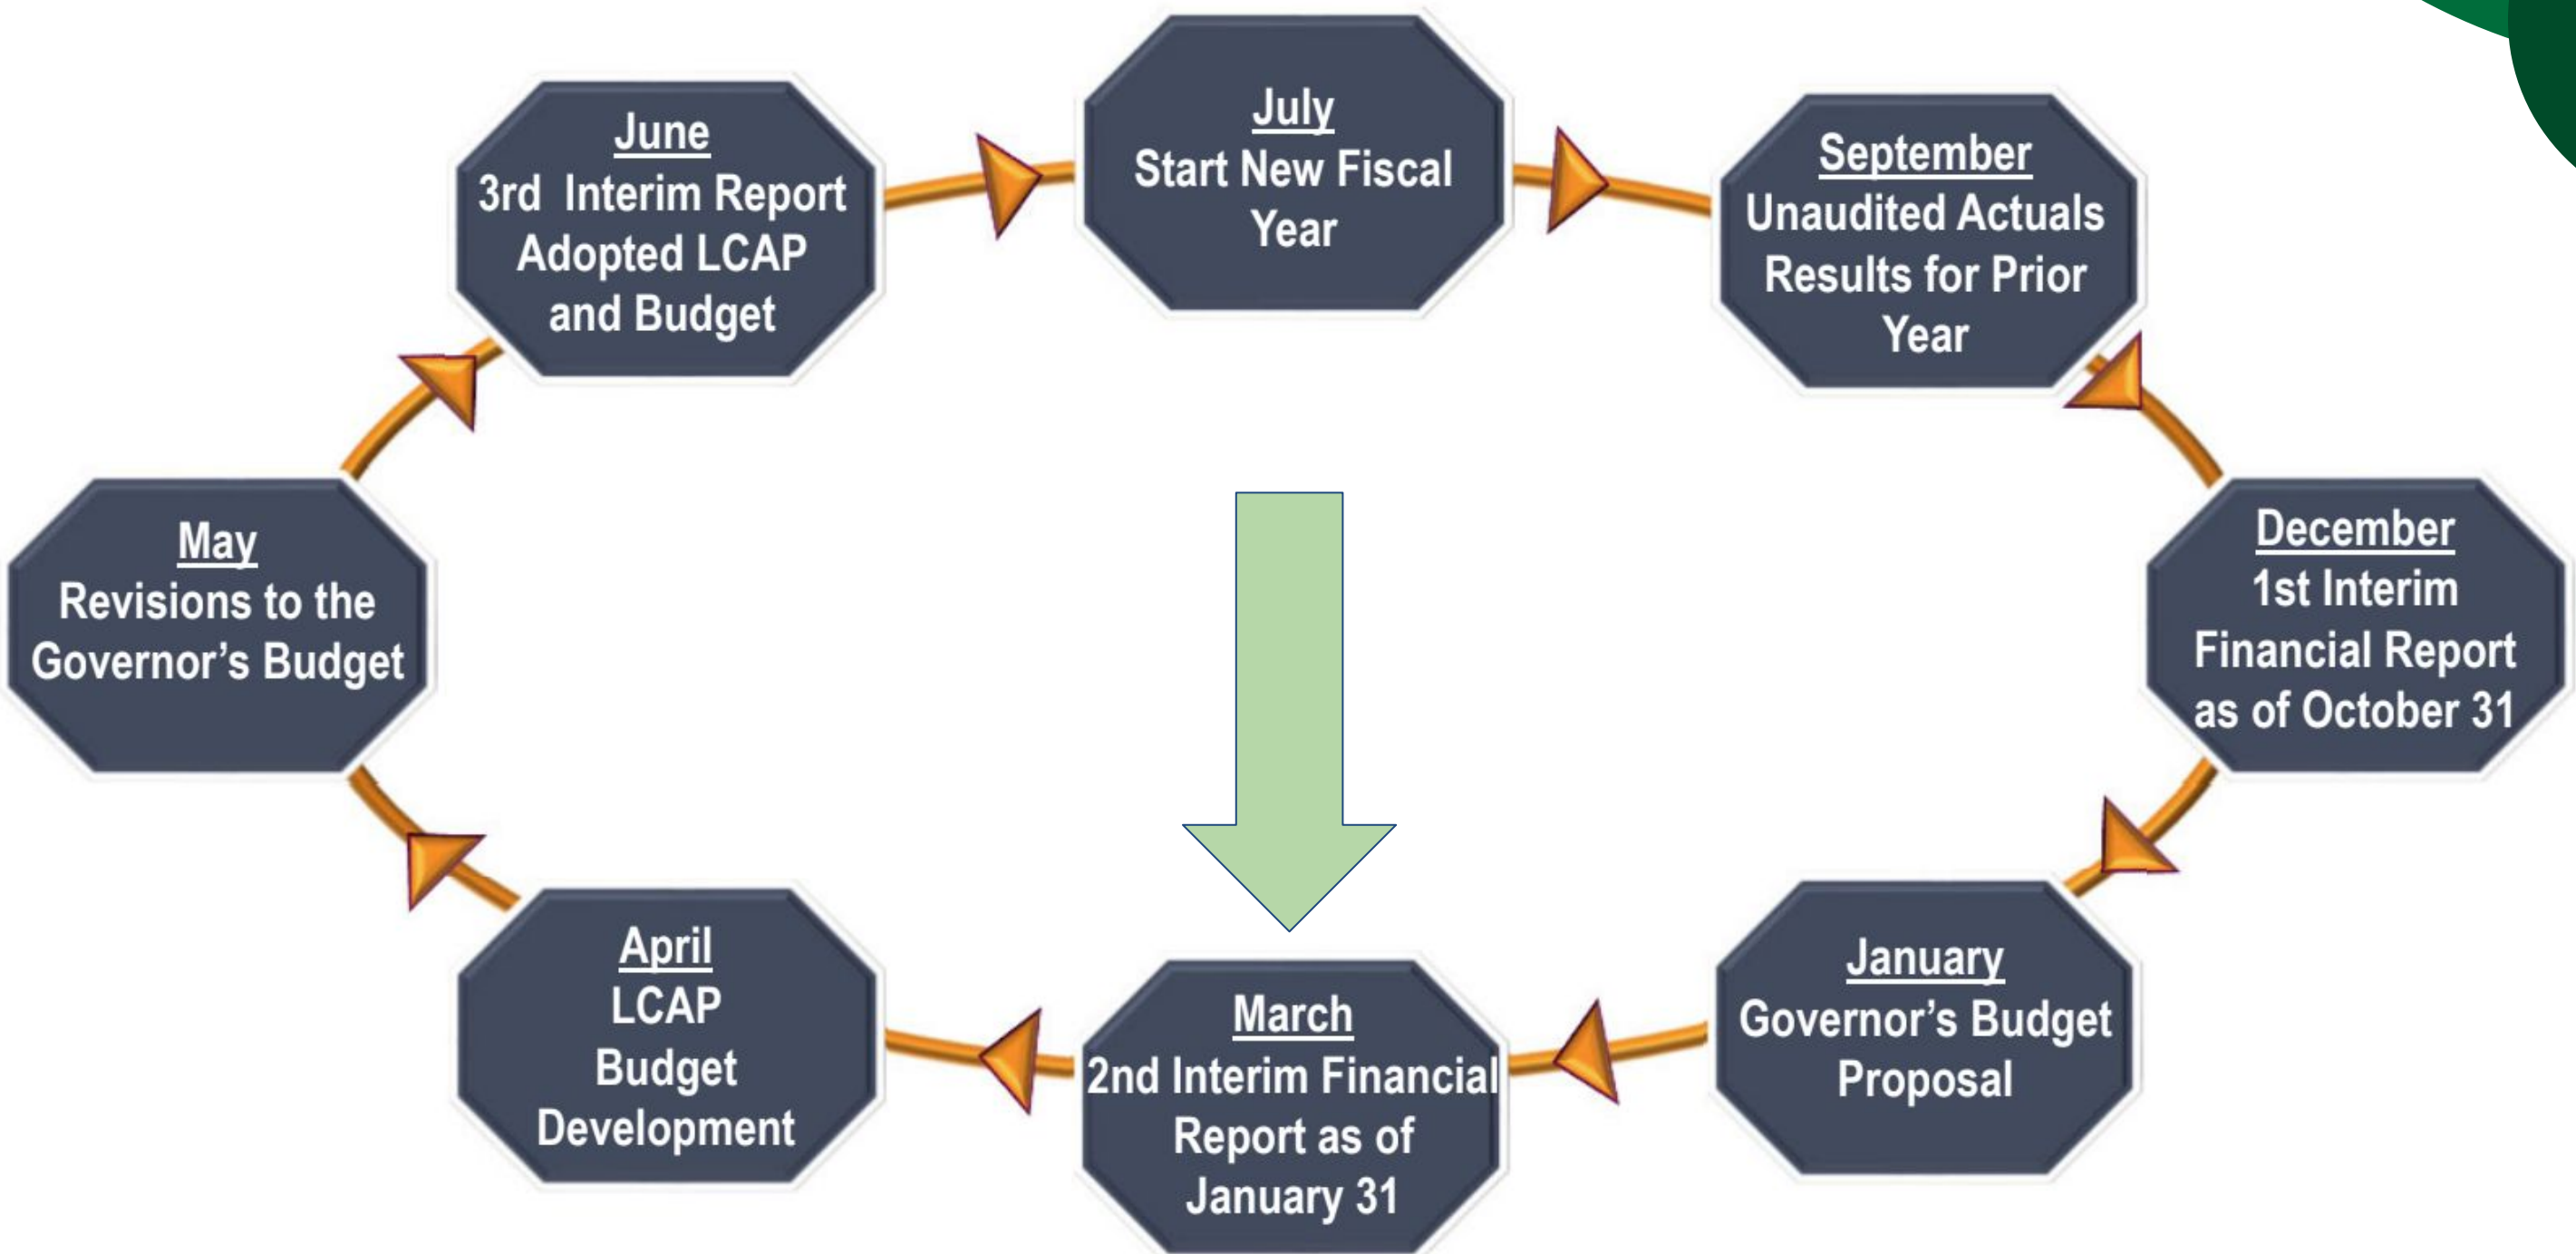 July
Start New Fiscal
Year
September
Unaudited Actuals
Results for Prior
Year
December
1st Interim
Financial Report
as of October 31
January
Governor’s Budget
Proposal
March
2nd Interim Financial
Report as of
January 31
April
LCAP
Budget
Development
May
Revisions to the
Governor’s Budget
June
3rd  Interim Report
Adopted LCAP
and Budget